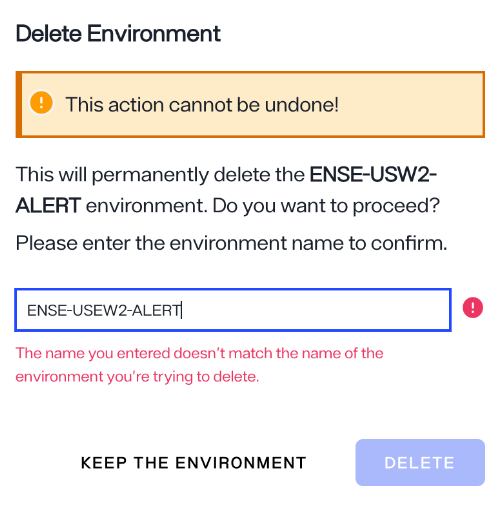 Delete Environment
This action cannot be undone!
This will permanently delete the ENSE-USW2-
ALERT environment. Do you want to proceed?
Please enter the environment name to confirm.
ENSE-USEW2-ALERT
The name you entered doesn't match the name of the
environment you're trying to delete.
KEEP THE ENVIRONMENT DELETE